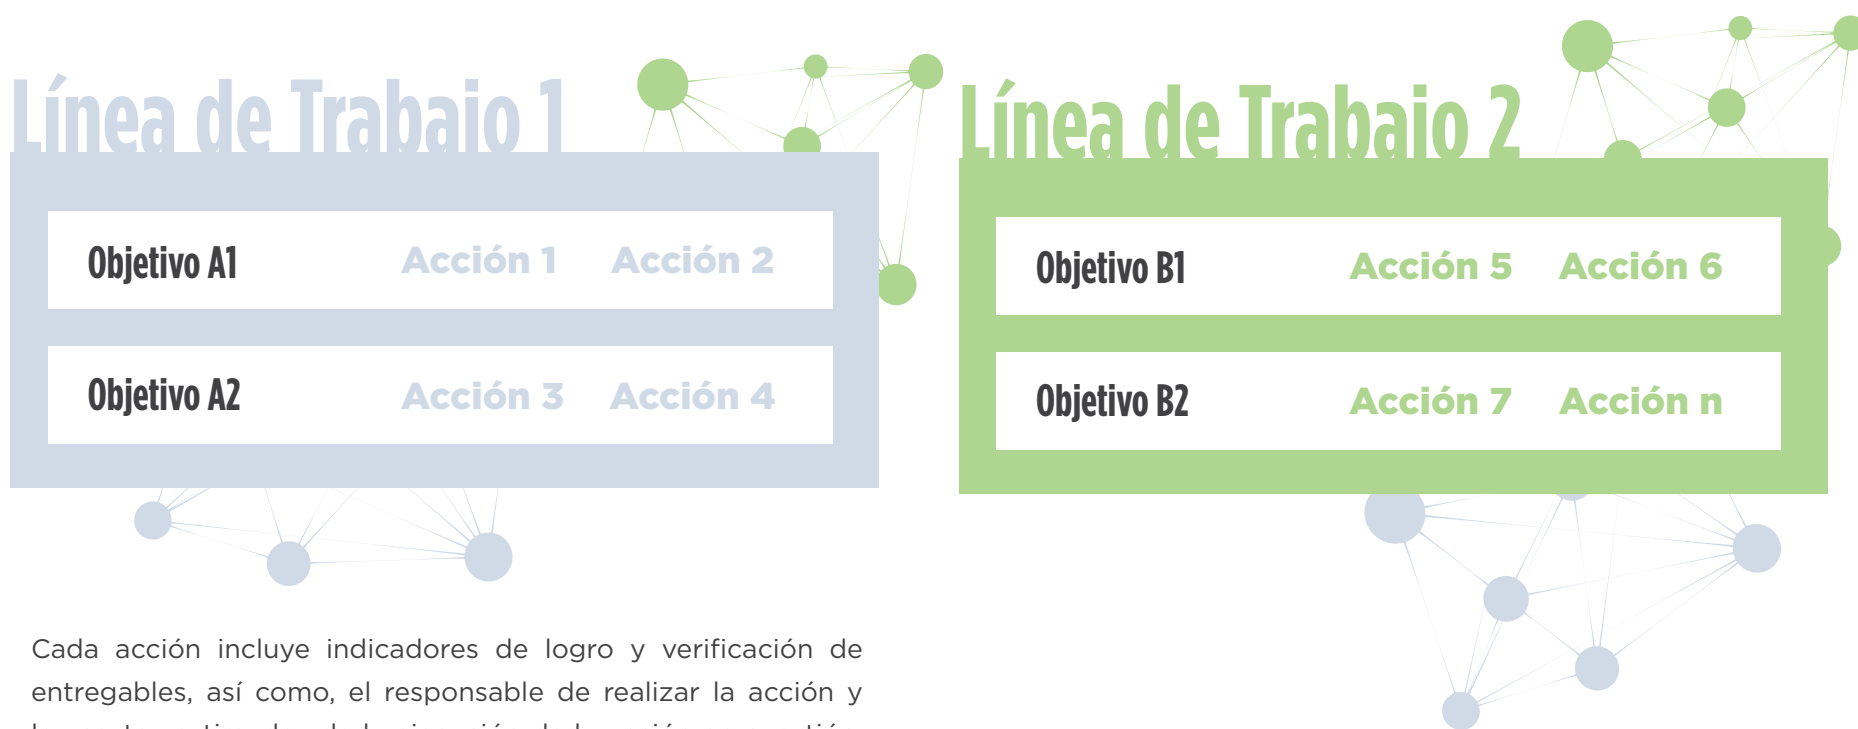 Línea de Trabajo 1
Objetivo A1 Acción 1 Acción 2
Objetivo A2 Acción 3 Acción 4
Línea de Trabajo 2
Objetivo B1 Acción 5 Acción 6
Objetivo B2 Acción 7 Acción n
Cada acción incluye indicadores de logro y verificación de
entregables, así como, el responsable de realizar la acción y